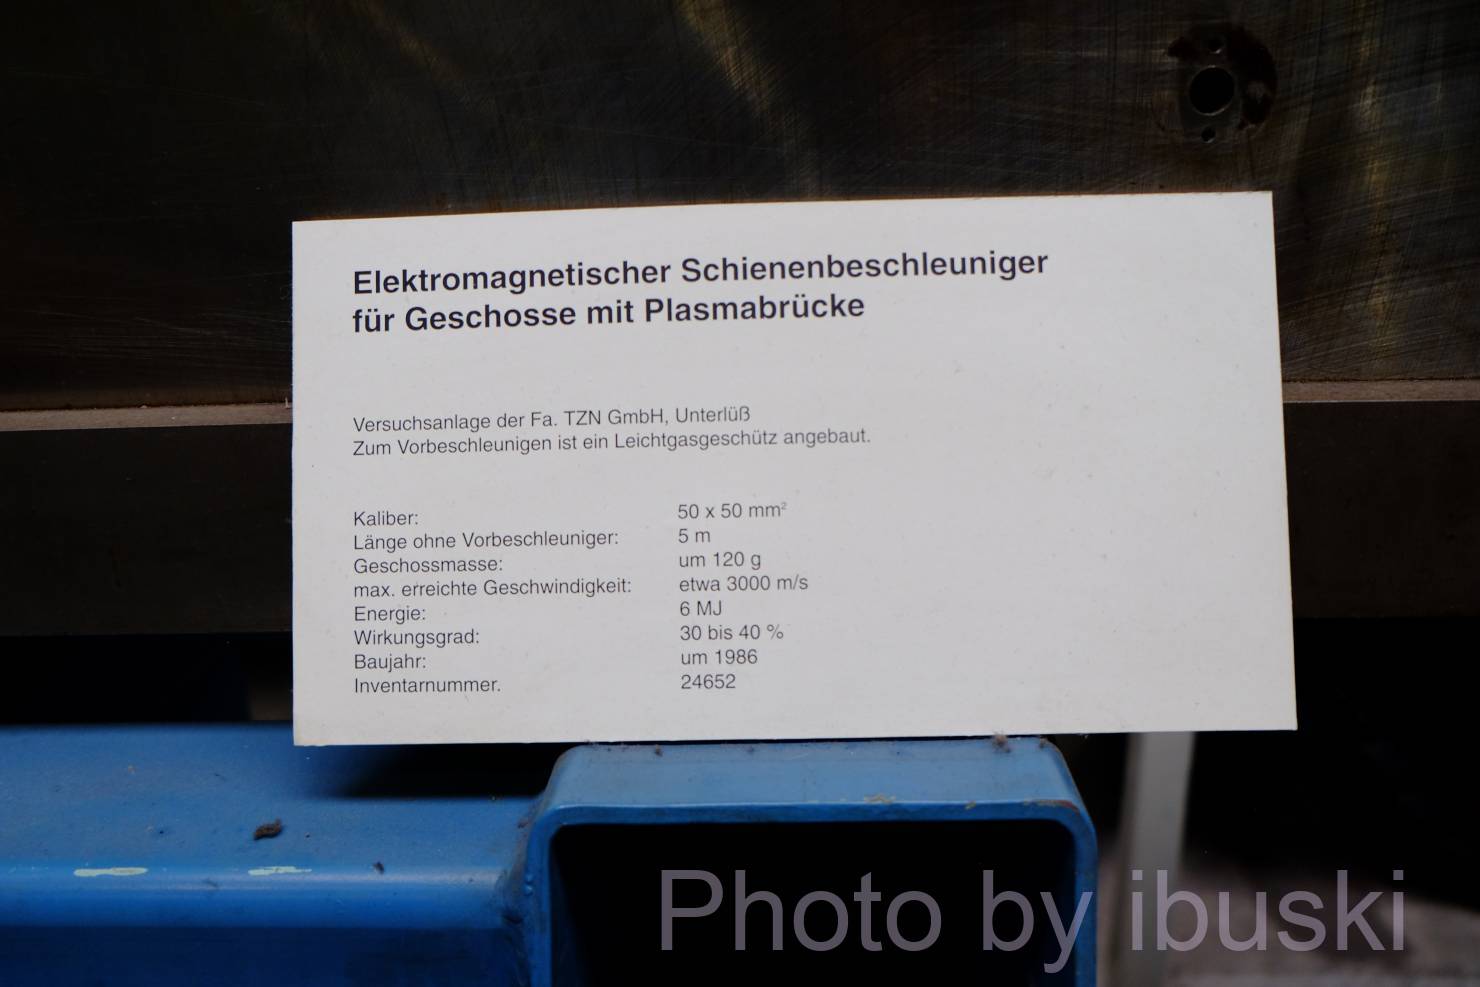 Elektromagnetischer Schienenbeschleuniger
für Geschosse mit Plasmabrücke
Versuchsanlage der Fa. TZN GmbH, Unterlüß
Zum Vorbeschleunigen ist ein Leichtgasgeschütz angebaut.
Kaliber: 50 x 50 mm²
Länge ohne Vorbeschleuniger: 5 m
Geschossmasse: um 120 g
max. erreichte Geschwindigkeit: etwa 3000 m/s
Energie: 6 MJ
Wirkungsgrad: 30 bis 40 %
Baujahr: um 1986
Inventarnummer. 24652
Photo by ibuski